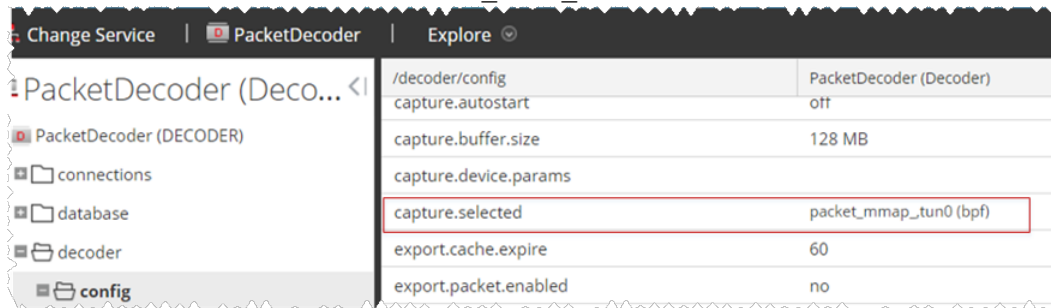 Change Service | PacketDecoder | Explore
PacketDecoder (Deco...
PacketDecoder (DECODER)
connections
database
decoder
config
/decoder/config PacketDecoder (Decoder)
capture.autostart off
capture.buffer.size 128 MB
capture.device.params
capture.selected packet_mmap_,tun0 (bpf)
export.cache.expire 60
export.packet.enabled no